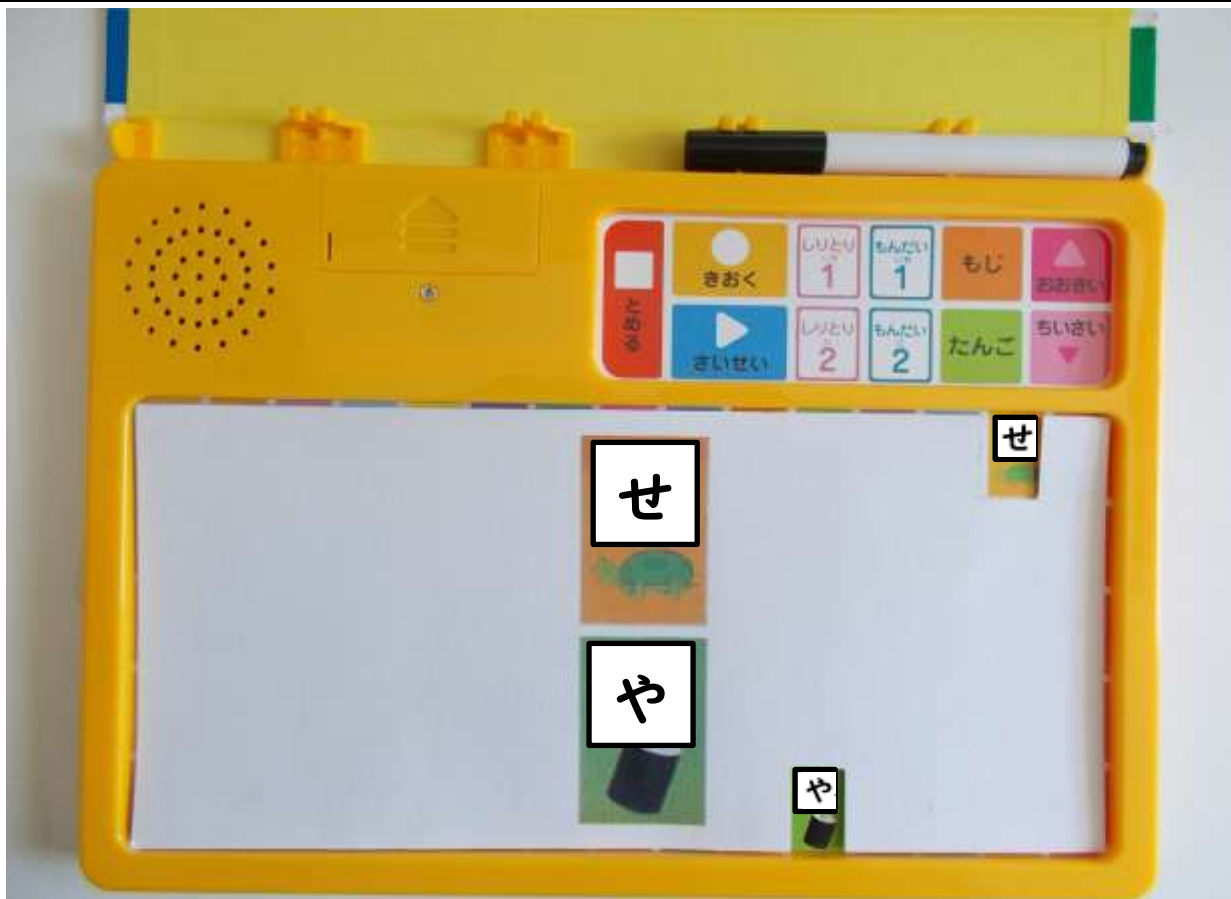 とめる
きおく
さいせい
しりとり
1
しりとり
2
もんだい
1
もんだい
2
もじ
たんご
おおきい
ちいさい
せ
や
せ
や